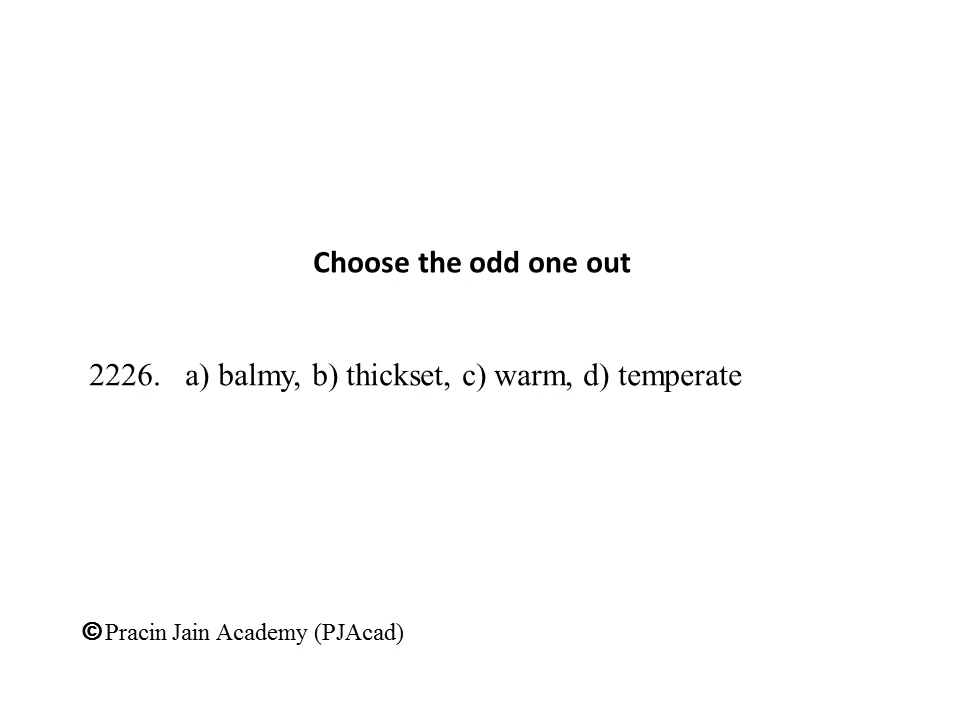 Choose the odd one out
2226. a) balmy, b) thickset, c) warm, d) temperate
©Pracin Jain Academy (PJAcad)